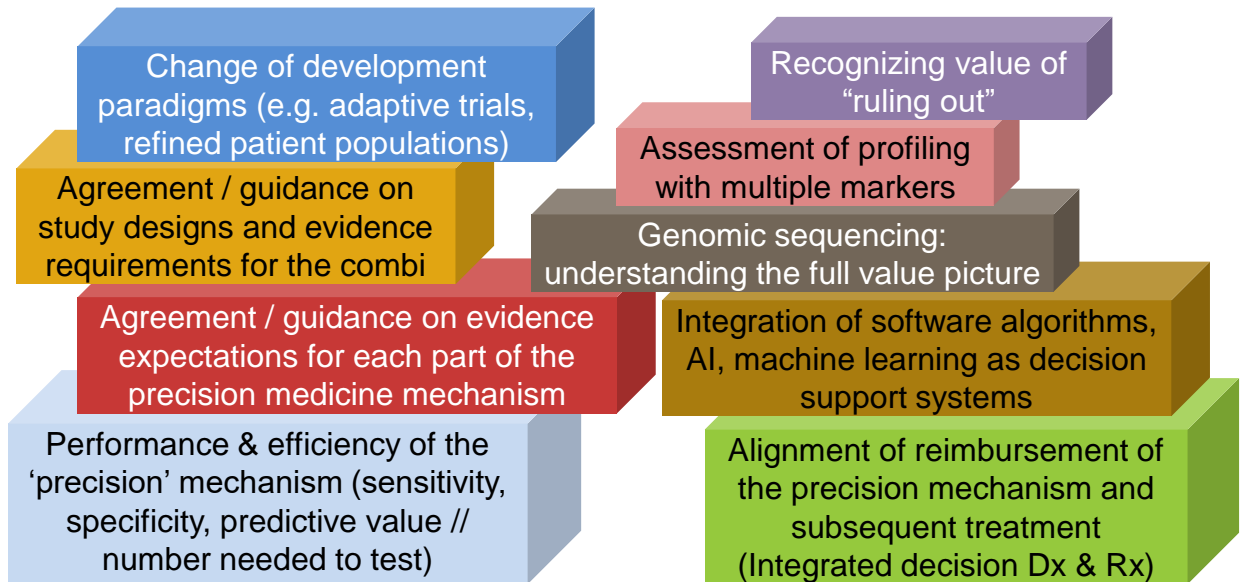 Change of development
paradigms (e.g. adaptive trials,
refined patient populations)
Agreement / guidance on
study designs and evidence
requirements for the combi
Agreement / guidance on evidence
expectations for each part of the
precision medicine mechanism
Performance & efficiency of the
‘precision’ mechanism (sensitivity,
specificity, predictive value //
number needed to test)
Recognizing value of
“ruling out”
Assessment of profiling
with multiple markers
Genomic sequencing:
understanding the full value picture
Integration of software algorithms,
AI, machine learning as decision
support systems
Alignment of reimbursement of
the precision mechanism and
subsequent treatment
(Integrated decision Dx & Rx)